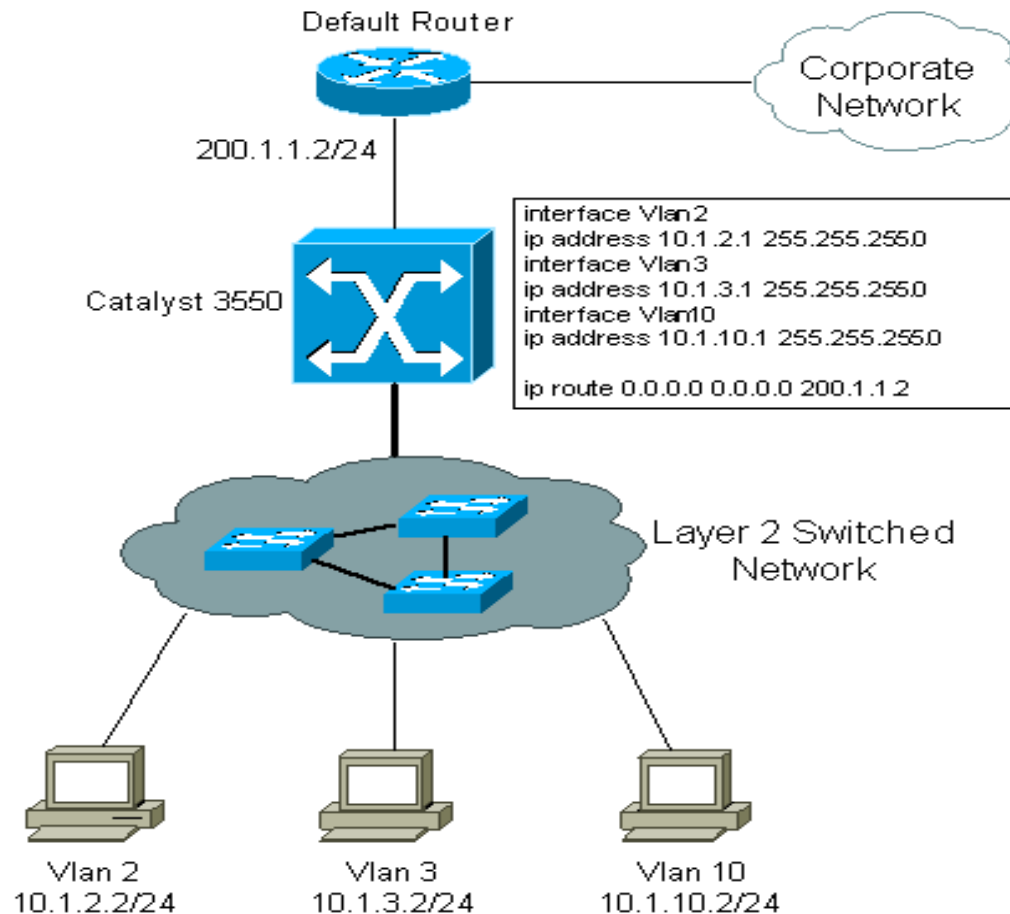 Default Router
Corporate
Network
200.1.1.2/24
interface Vlan2
ip address 10.1.2.1 255.255.255.0
interface Vlan3
ip address 10.1.3.1 255.255.255.0
interface Vlan10
ip address 10.1.10.1 255.255.255.0
ip route 0.0.0.0 0.0.0.0 200.1.1.2
Catalyst 3550
Layer 2 Switched
Network
Vlan 2
10.1.2.2/24
Vlan 3
10.1.3.2/24
Vlan 10
10.1.10.2/24